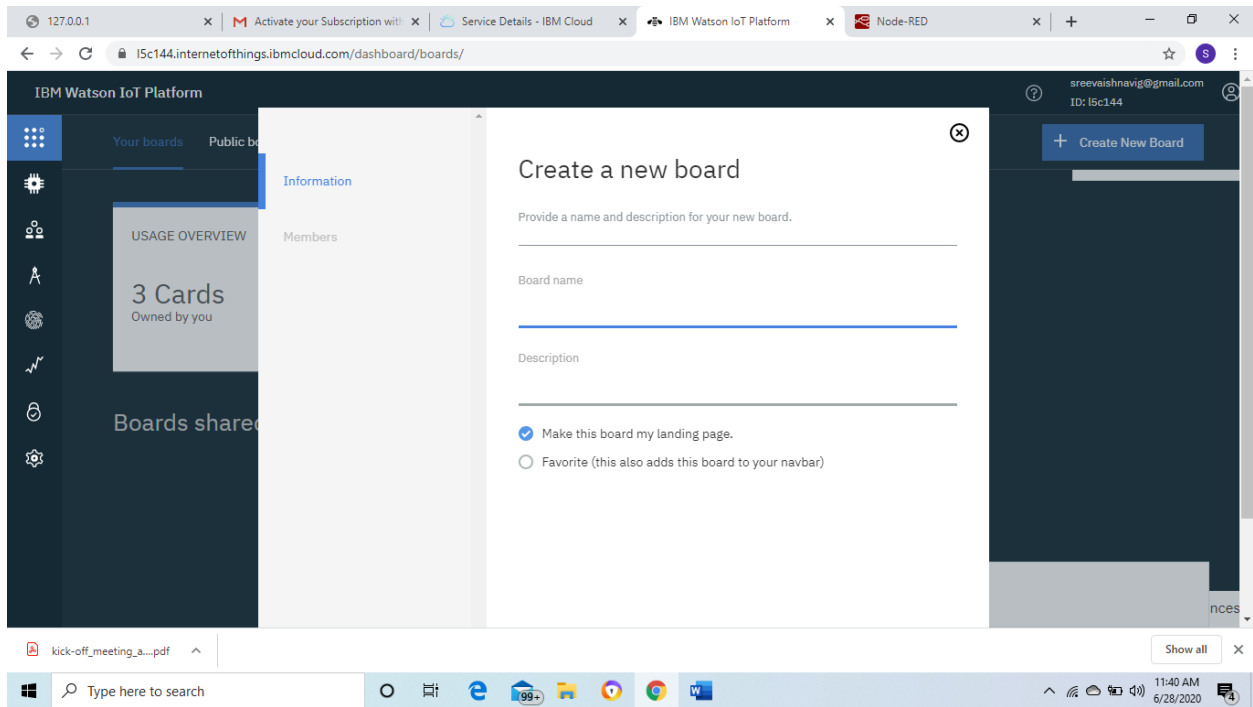 127.0.0.1
Activate your Subscription with
Service Details - IBM Cloud
IBM Watson IoT Platform
Node-RED
l5c144.internetofthings.ibmcloud.com/dashboard/boards/
S
IBM Watson IoT Platform
sreevaishnavig@gmail.com
ID: l5c144
Your boards
Public bo
Create New Board
Information
Members
Create a new board
Provide a name and description for your new board.
USAGE OVERVIEW
3 Cards
Owned by you
Board name
Description
Make this board my landing page.
Favorite (this also adds this board to your navbar)
Boards shared
nces
kick-off_meeting_a....pdf
Show all
Type here to search
99+
11:40 AM
6/28/2020
4